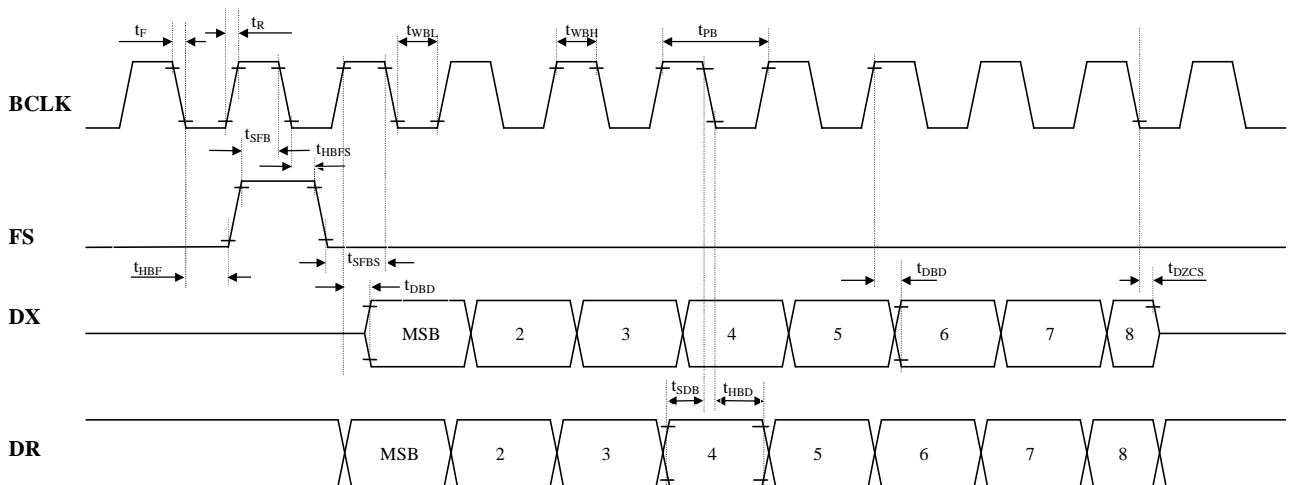 tF tR tWBL tWBH tPB
BCLK
tSFB
tHBFS
FS
tHBF tSFBS
tDBD tDBD tDZCS
DX MSB 2 3 4 5 6 7 8
tSDB tHBD
DR MSB 2 3 4 5 6 7 8